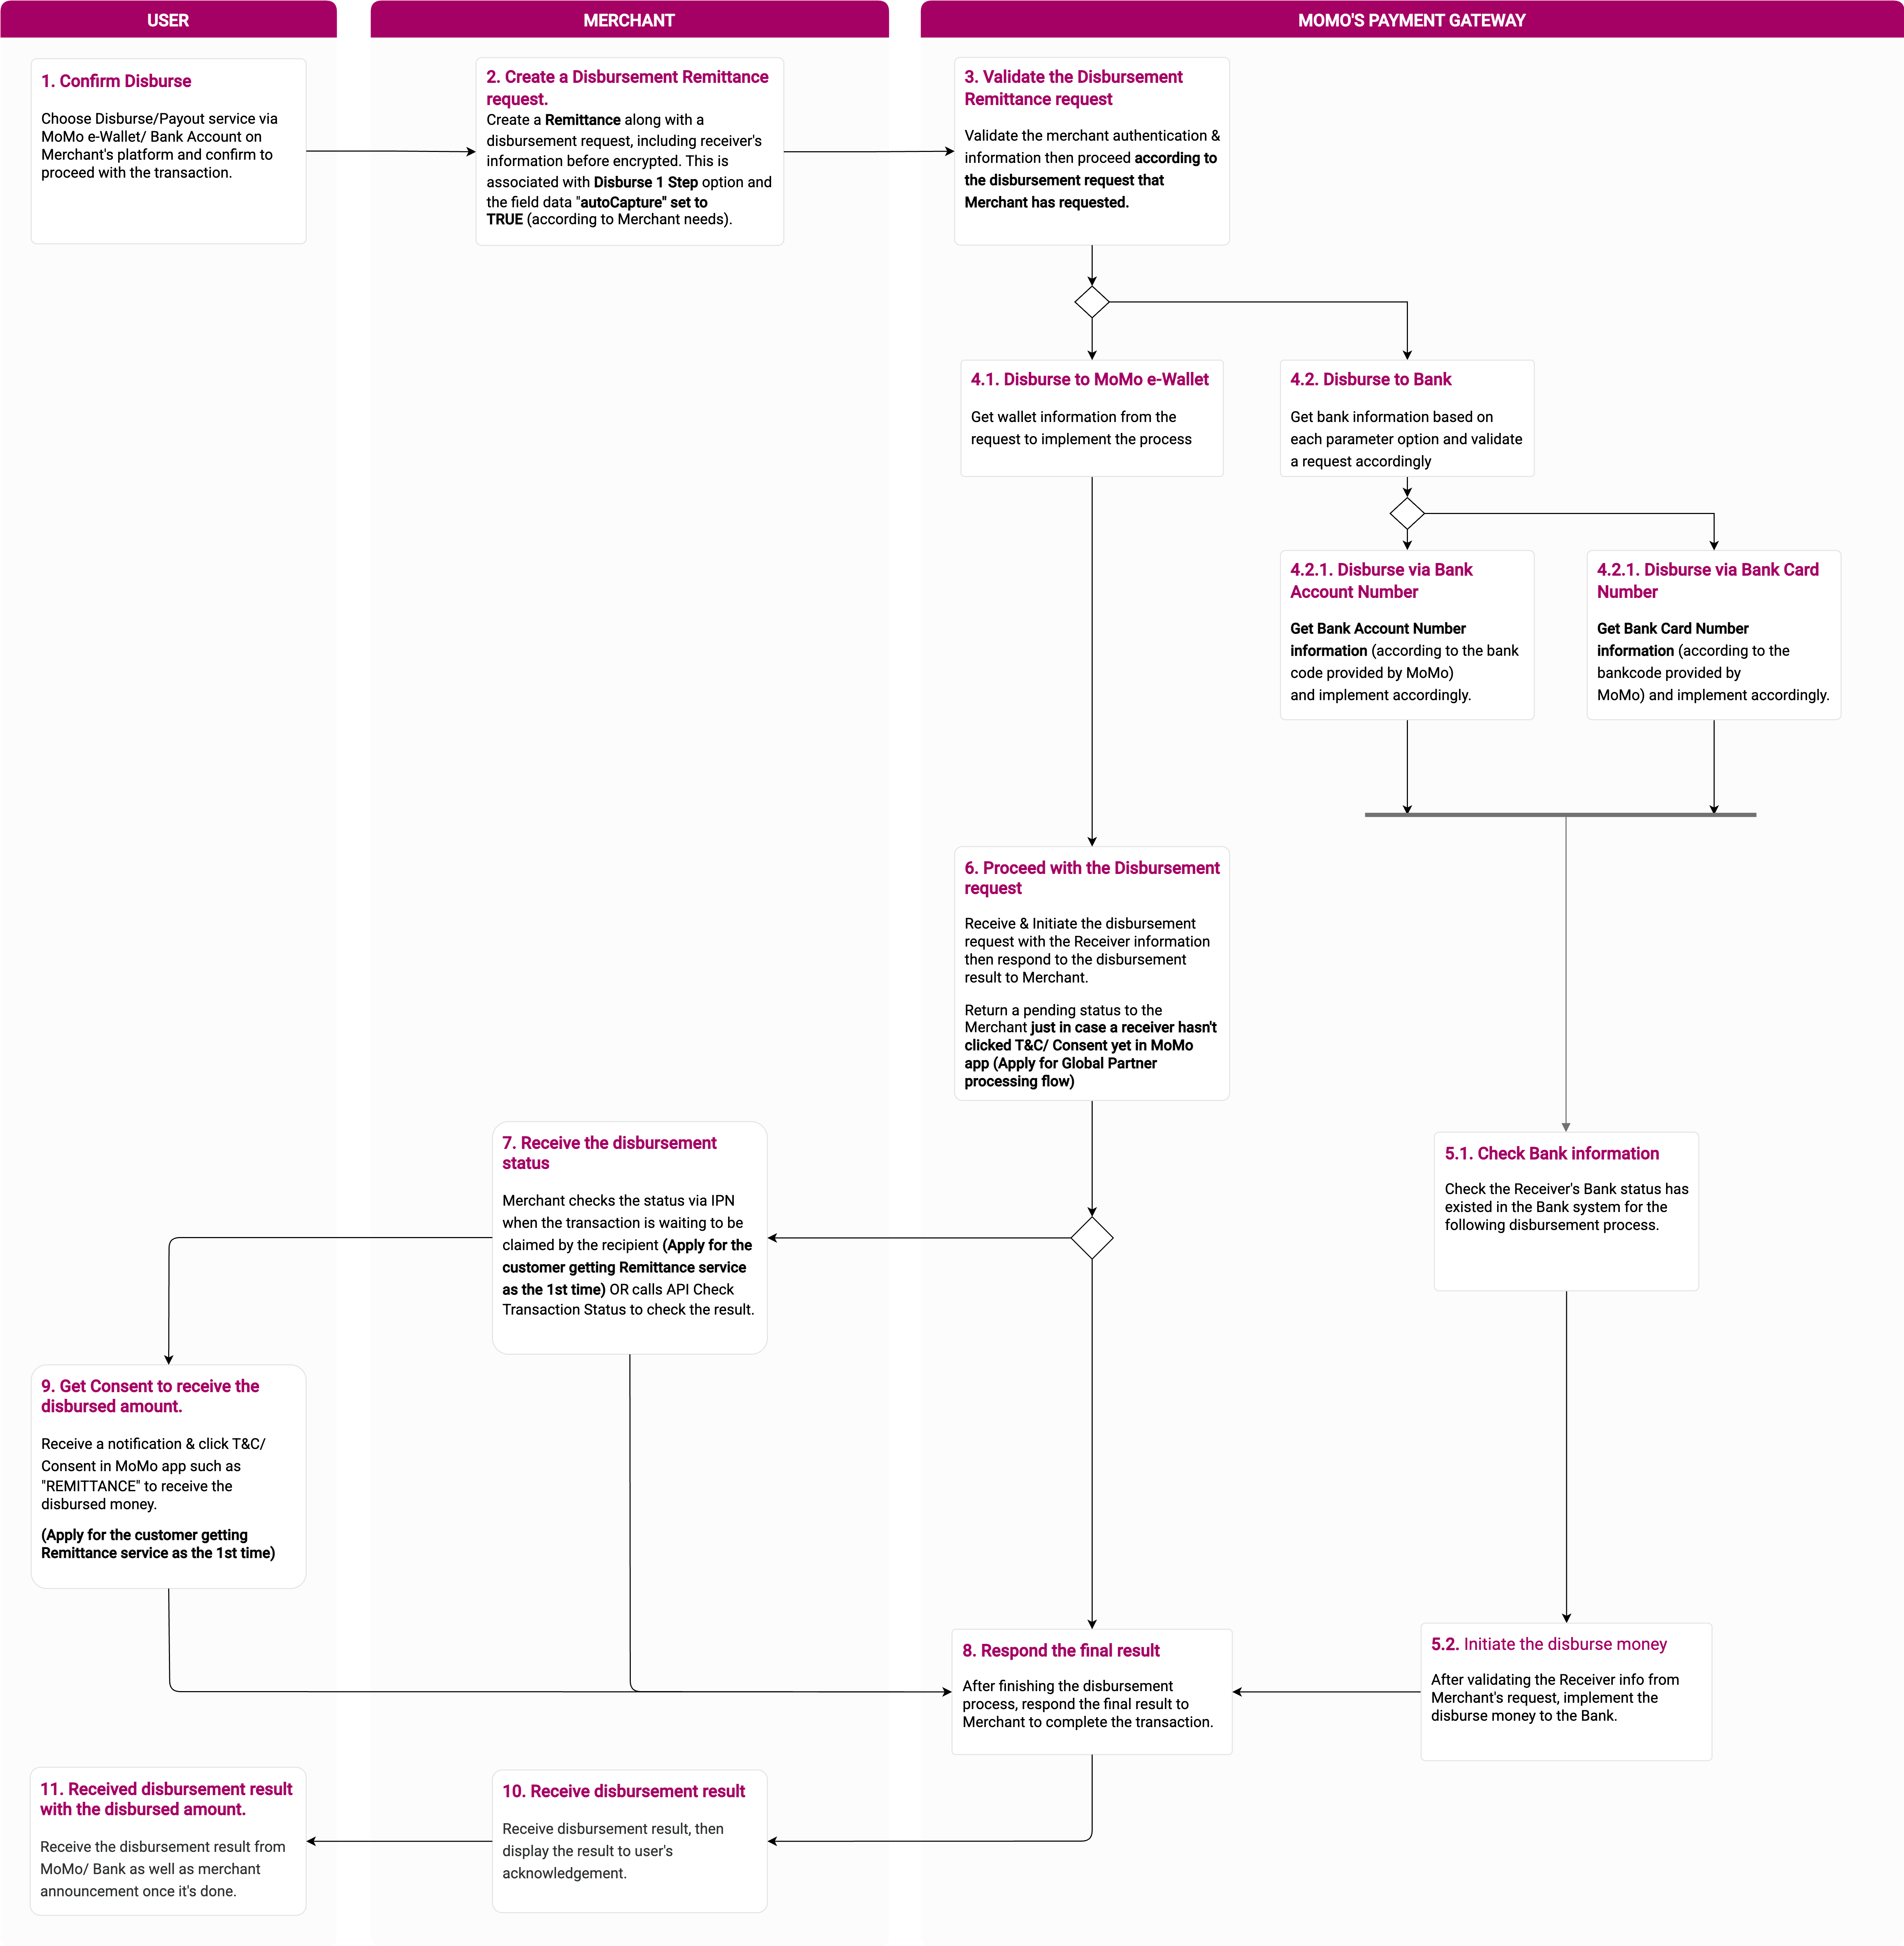 USER
MERCHANT
MOMO'S PAYMENT GATEWAY
1. Confirm Disburse
Choose Disburse/Payout service via
MoMo e-Wallet/ Bank Account on
Merchant's platform and confirm to
proceed with the transaction.
2. Create a Disbursement Remittance
request.
Create a Remittance along with a
disbursement request, including receiver's
information before encrypted. This is
associated with Disburse 1 Step option and
the field data "autoCapture" set to
TRUE (according to Merchant needs).
3. Validate the Disbursement
Remittance request
Validate the merchant authentication &
information then proceed according to
the disbursement request that
Merchant has requested.
4.1. Disburse to MoMo e-Wallet
Get wallet information from the
request to implement the process
4.2. Disburse to Bank
Get bank information based on
each parameter option and validate
a request accordingly
4.2.1. Disburse via Bank
Account Number
Get Bank Account Number
information (according to the bank
code provided by MoMo)
and implement accordingly.
4.2.1. Disburse via Bank Card
Number
Get Bank Card Number
information (according to the
bankcode provided by
MoMo) and implement accordingly.
6. Proceed with the Disbursement
request
Receive & Initiate the disbursement
request with the Receiver information
then respond to the disbursement
result to Merchant.
Return a pending status to the
Merchant just in case a receiver hasn't
clicked T&C/ Consent yet in MoMo
app (Apply for Global Partner
processing flow)
7. Receive the disbursement
status
Merchant checks the status via IPN
when the transaction is waiting to be
claimed by the recipient (Apply for the
customer getting Remittance service
as the 1st time) OR calls API Check
Transaction Status to check the result.
5.1. Check Bank information
Check the Receiver's Bank status has
existed in the Bank system for the
following disbursement process.
9. Get Consent to receive the
disbursed amount.
Receive a notification & click T&C/
Consent in MoMo app such as
"REMITTANCE" to receive the
disbursed money.
(Apply for the customer getting
Remittance service as the 1st time)
8. Respond the final result
After finishing the disbursement
process, respond the final result to
Merchant to complete the transaction.
5.2. Initiate the disburse money
After validating the Receiver info from
Merchant's request, implement the
disburse money to the Bank.
11. Received disbursement result
with the disbursed amount.
Receive the disbursement result from
MoMo/ Bank as well as merchant
announcement once it's done.
10. Receive disbursement result
Receive disbursement result, then
display the result to user's
acknowledgement.